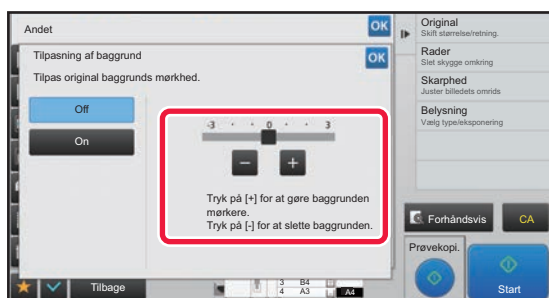 Andet
OK
Tilpasning af baggrund
OK
Tilpas original baggrunds mørkhed.
Off
On
-3 · · 0 · · 3
− +
Tryk på [+] for at gøre baggrunden
mørkere.
Tryk på [-] for at slette baggrunden.
Tilbage
3 B4
4 A3
A4
Original
Skift størrelse/retning.
Rader
Slet skygge omkring
Skarphed
Juster billedets omrids
Belysning
Vælg type/eksponering
Forhåndsvis
CA
Prøvekopi.
Start